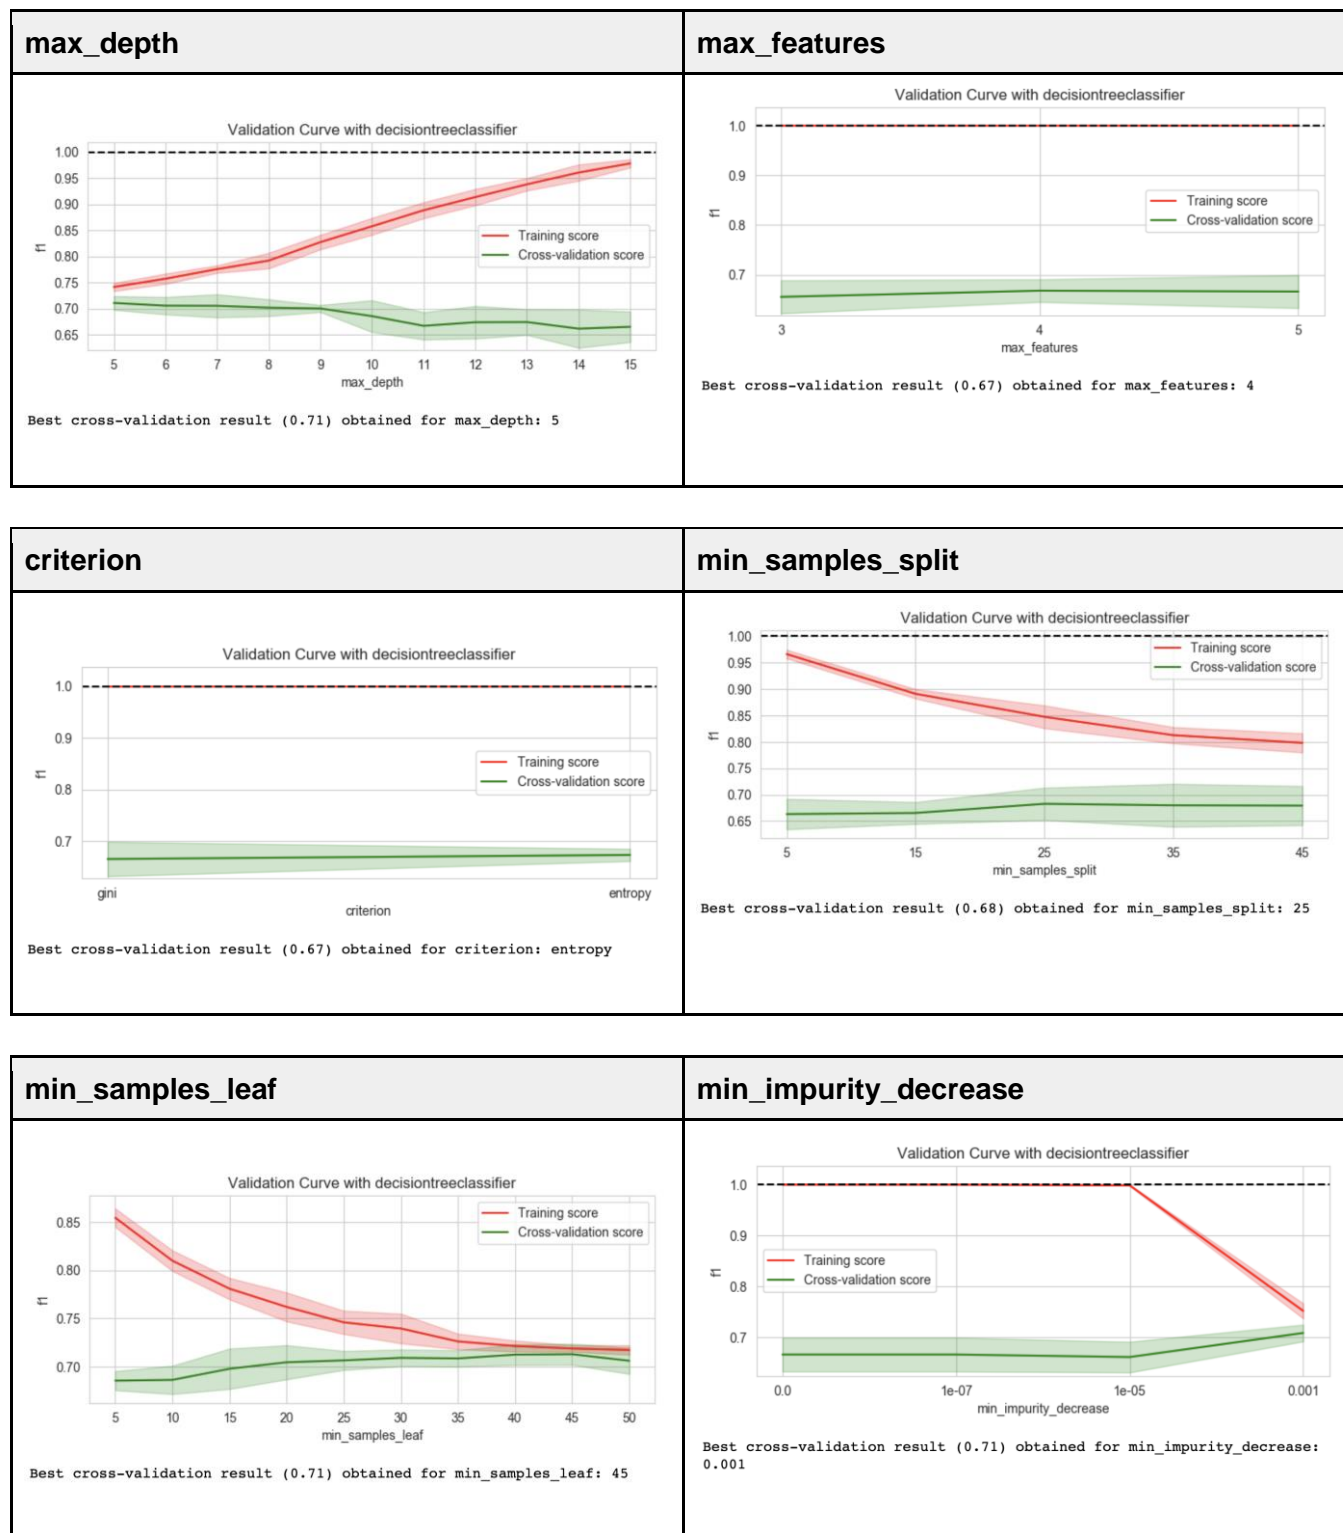 max_depth
max_features
Validation Curve with decisiontreeclassifier
1.00
0.95
0.90
0.85
0.80
0.75
0.70
0.65
f1
Training score
Cross-validation score
5 6 7 8 9 10 11 12 13 14 15
max_depth
Best cross-validation result (0.71) obtained for max_depth: 5
Validation Curve with decisiontreeclassifier
1.0
0.9
0.8
0.7
f1
Training score
Cross-validation score
3 4 5
max_features
Best cross-validation result (0.67) obtained for max_features: 4
criterion
min_samples_split
Validation Curve with decisiontreeclassifier
1.0
0.9
0.8
0.7
f1
Training score
Cross-validation score
gini entropy
criterion
Best cross-validation result (0.67) obtained for criterion: entropy
Validation Curve with decisiontreeclassifier
1.00
0.95
0.90
0.85
0.80
0.75
0.70
0.65
f1
Training score
Cross-validation score
5 15 25 35 45
min_samples_split
Best cross-validation result (0.68) obtained for min_samples_split: 25
min_samples_leaf
min_impurity_decrease
Validation Curve with decisiontreeclassifier
0.85
0.80
0.75
0.70
f1
Training score
Cross-validation score
5 10 15 20 25 30 35 40 45 50
min_samples_leaf
Best cross-validation result (0.71) obtained for min_samples_leaf: 45
Validation Curve with decisiontreeclassifier
1.0
0.9
0.8
0.7
f1
Training score
Cross-validation score
0.0 1e-07 1e-05 0.001
min_impurity_decrease
Best cross-validation result (0.71) obtained for min_impurity_decrease:
0.001